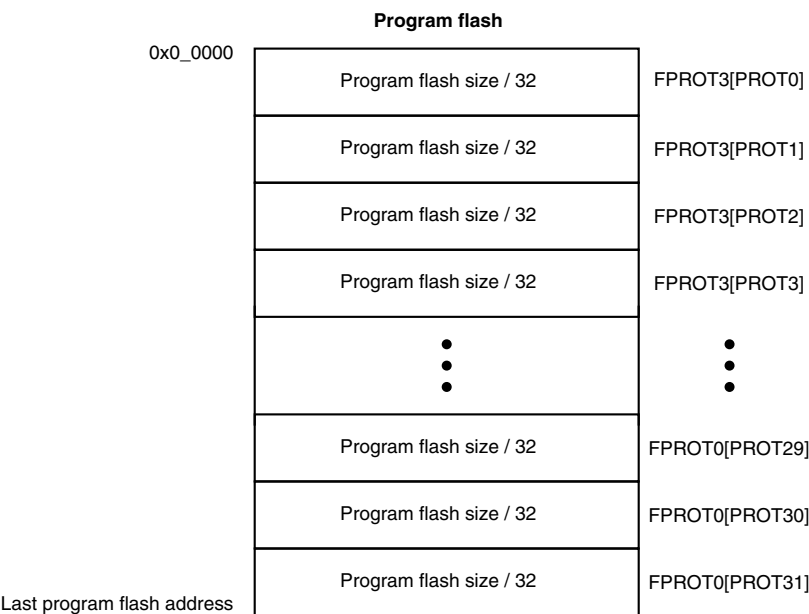 Program flash
0x0_0000
Program flash size / 32 FPROT3[PROT0]
Program flash size / 32 FPROT3[PROT1]
Program flash size / 32 FPROT3[PROT2]
Program flash size / 32 FPROT3[PROT3]
Program flash size / 32 FPROT0[PROT29]
Program flash size / 32 FPROT0[PROT30]
Program flash size / 32 FPROT0[PROT31]
Last program flash address